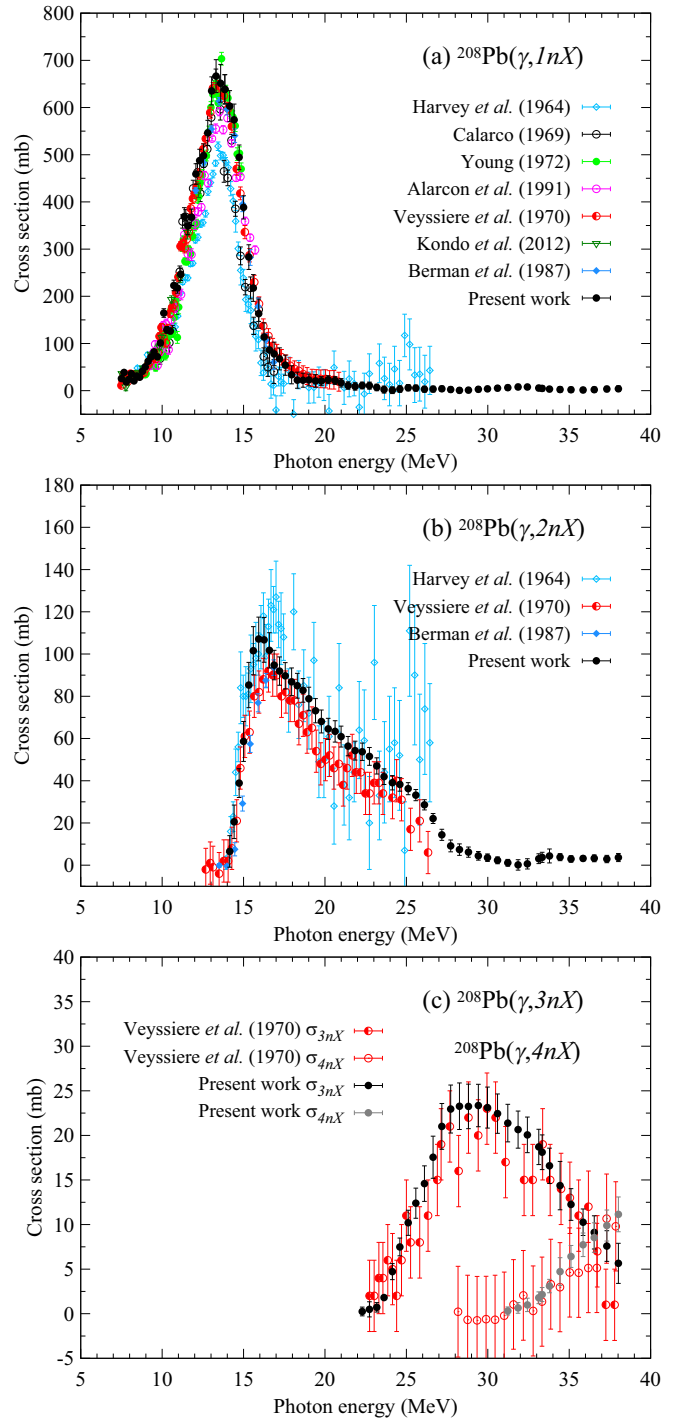 800
700
600
500
400
300
200
100
0
Cross section (mb)
(a) ²⁰⁸Pb(γ,1nX)
Harvey et al. (1964)
Calarco (1969)
Young (1972)
Alarcon et al. (1991)
Veyssiere et al. (1970)
Kondo et al. (2012)
Berman et al. (1987)
Present work
5 10 15 20 25 30 35 40
Photon energy (MeV)
180
160
140
120
100
80
60
40
20
0
Cross section (mb)
(b) ²⁰⁸Pb(γ,2nX)
Harvey et al. (1964)
Veyssiere et al. (1970)
Berman et al. (1987)
Present work
5 10 15 20 25 30 35 40
Photon energy (MeV)
40
35
30
25
20
15
10
5
0
-5
Cross section (mb)
(c) ²⁰⁸Pb(γ,3nX)
²⁰⁸Pb(γ,4nX)
Veyssiere et al. (1970) σ₃ₙX
Veyssiere et al. (1970) σ₄ₙX
Present work σ₃ₙX
Present work σ₄ₙX
5 10 15 20 25 30 35 40
Photon energy (MeV)